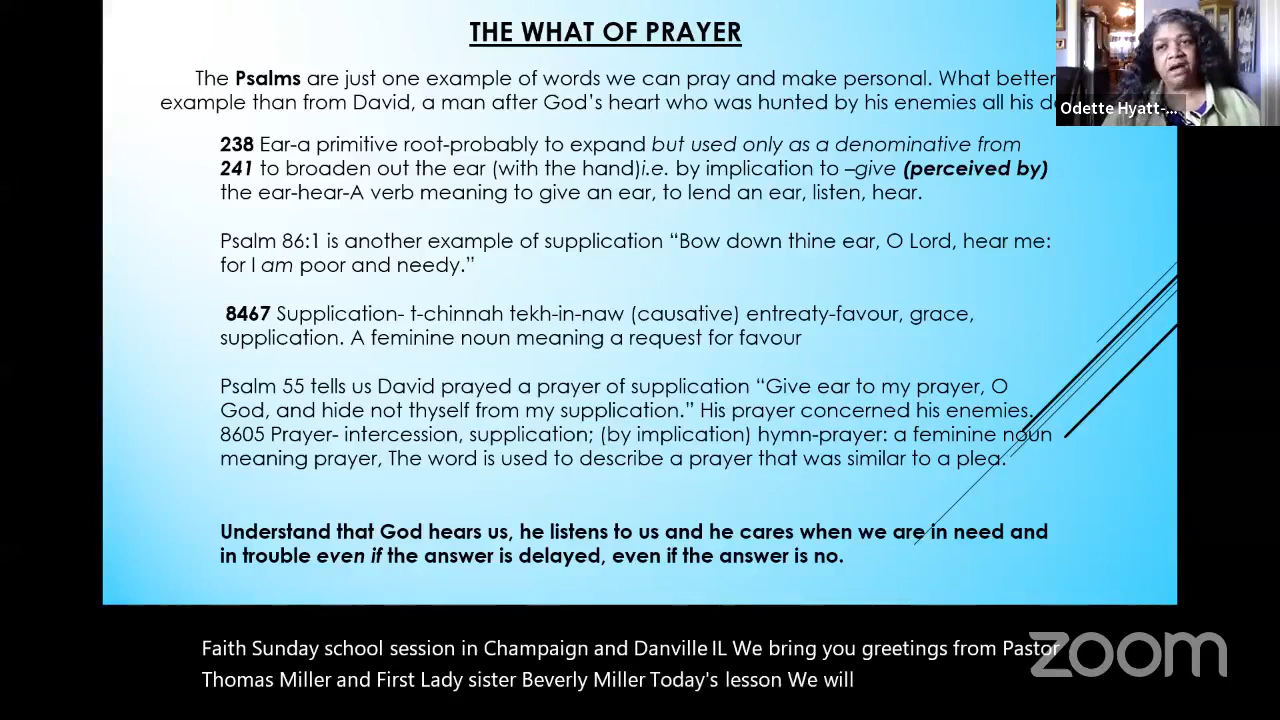 THE WHAT OF PRAYER
The Psalms are just one example of words we can pray and make personal. What better
example than from David, a man after God's heart who was hunted by his enemies all his
Odette Hyatt-...
238 Ear-a primitive root-probably to expand but used only as a denominative from
241 to broaden out the ear (with the hand)i.e. by implication to –give (perceived by)
the ear-hear-A verb meaning to give an ear, to lend an ear, listen, hear.
Psalm 86:1 is another example of supplication “Bow down thine ear, O Lord, hear me:
for I am poor and needy.”
8467 Supplication- t-chinnah tekh-in-naw (causative) entreaty-favour, grace,
supplication. A feminine noun meaning a request for favour
Psalm 55 tells us David prayed a prayer of supplication “Give ear to my prayer, O
God, and hide not thyself from my supplication.” His prayer concerned his enemies.
8605 Prayer- intercession, supplication; (by implication) hymn-prayer: a feminine noun
meaning prayer, The word is used to describe a prayer that was similar to a plea.
Understand that God hears us, he listens to us and he cares when we are in need and
in trouble even if the answer is delayed, even if the answer is no.
Faith Sunday school session in Champaign and Danville IL We bring you greetings from Pastor
Thomas Miller and First Lady sister Beverly Miller Today's lesson We will
zoom